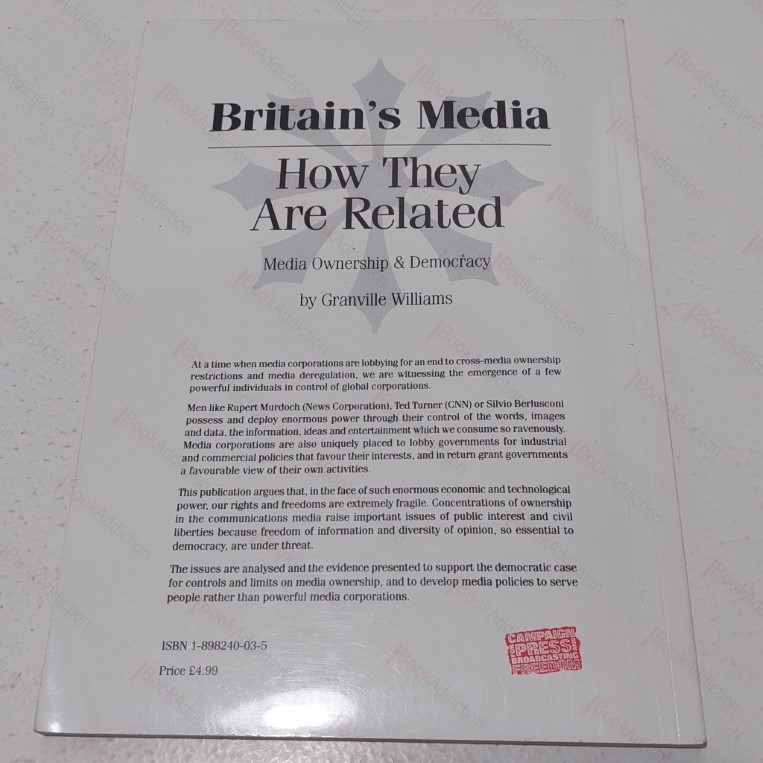 Britain's Media
How They
Are Related
Media Ownership & Democracy
by Granville Williams
At a time when media corporations are lobbying for an end to cross-media ownership
restrictions and media deregulation, we are witnessing the emergence of a few
powerful individuals in control of global corporations.
Men like Rupert Murdoch (News Corporation), Ted Turner (CNN) or Silvio Berlusconi
possess and deploy enormous power through their control of the words, images
and data, the information, ideas and entertainment which we consume so ravenously.
Media corporations are also uniquely placed to lobby governments for industrial
and commercial policies that favour their interests, and in return grant governments
a favourable view of their own activities.
This publication argues that, in the face of such enormous economic and technological
power, our rights and freedoms are extremely fragile. Concentrations of ownership
in the communications media raise important issues of public interest and civil
liberties because freedom of information and diversity of opinion, so essential to
democracy, are under threat.
The issues are analysed and the evidence presented to support the democratic case
for controls and limits on media ownership, and to develop media policies to serve
people rather than powerful media corporations.
ISBN 1-898240-03-5
Price £4.99
CAMPAIGN
FOR PRESS AND
BROADCASTING
FREEDOM
BookAddiction